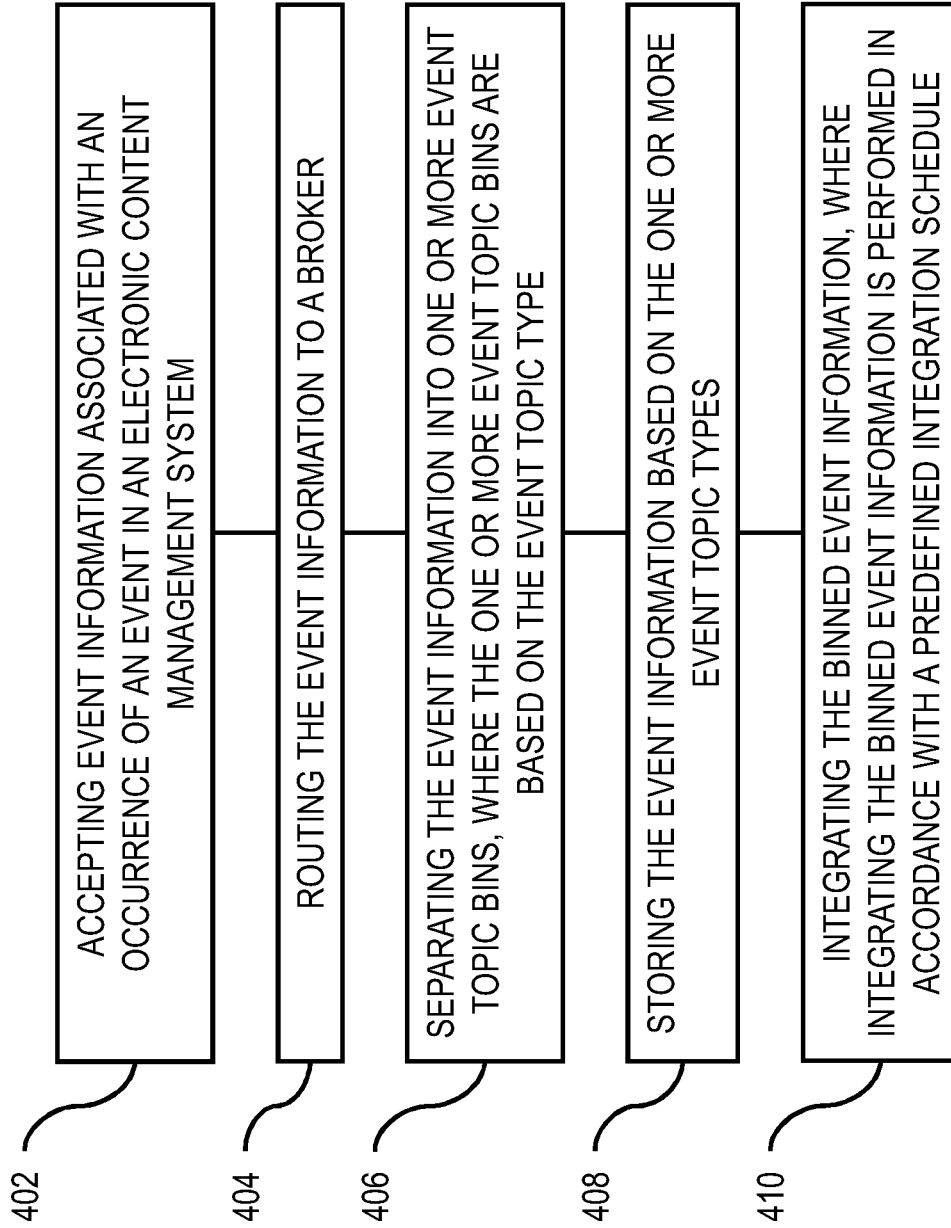 402
ACCEPTING EVENT INFORMATION ASSOCIATED WITH AN
OCCURRENCE OF AN EVENT IN AN ELECTRONIC CONTENT
MANAGEMENT SYSTEM
404
ROUTING THE EVENT INFORMATION TO A BROKER
406
SEPARATING THE EVENT INFORMATION INTO ONE OR MORE EVENT
TOPIC BINS, WHERE THE ONE OR MORE EVENT TOPIC BINS ARE
BASED ON THE EVENT TOPIC TYPE
408
STORING THE EVENT INFORMATION BASED ON THE ONE OR MORE
EVENT TOPIC TYPES
410
INTEGRATING THE BINNED EVENT INFORMATION, WHERE
INTEGRATING THE BINNED EVENT INFORMATION IS PERFORMED IN
ACCORDANCE WITH A PREDEFINED INTEGRATION SCHEDULE